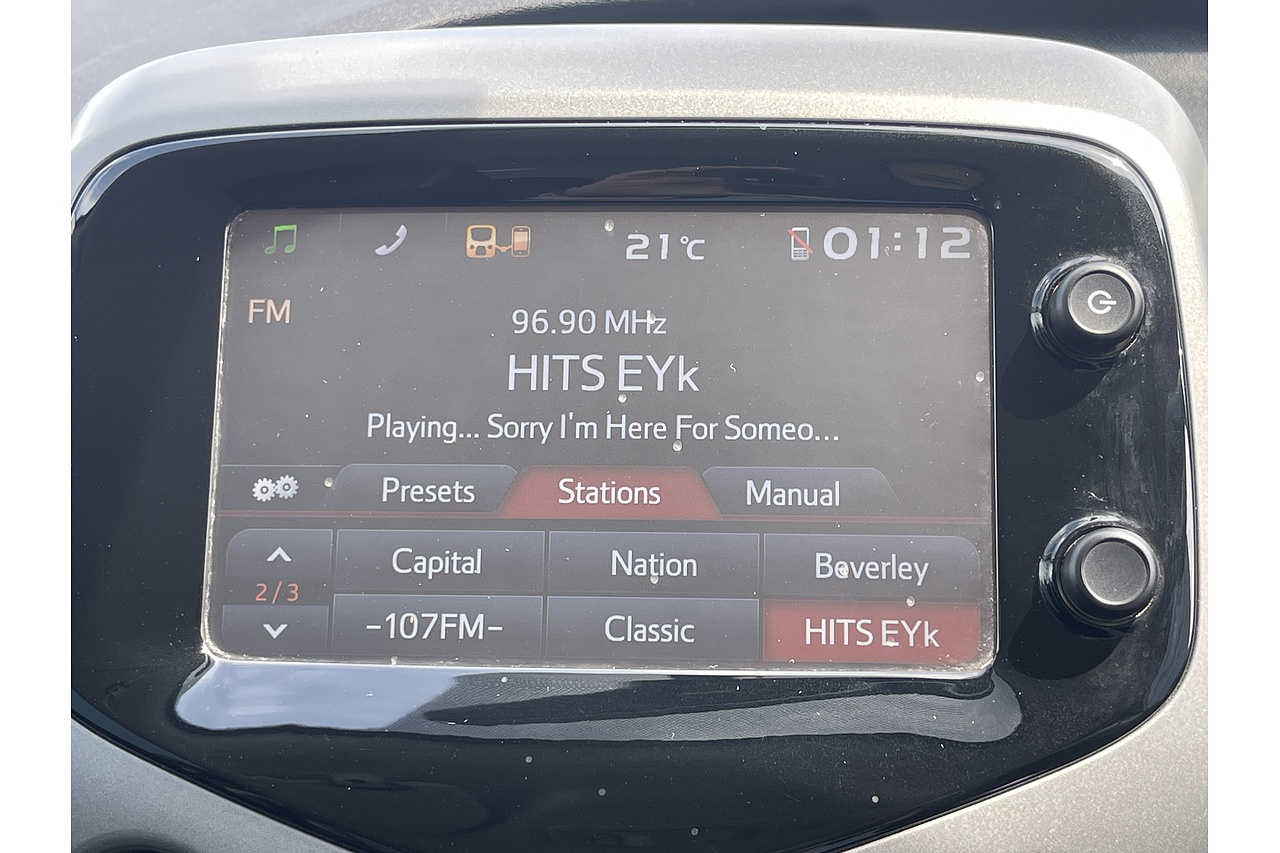 21°C 01:12
FM
96.90 MHz
HITS EYk
Playing... Sorry I'm Here For Someo...
Presets Stations Manual
Capital Nation Beverley
2/3
-107FM- Classic HITS EYk